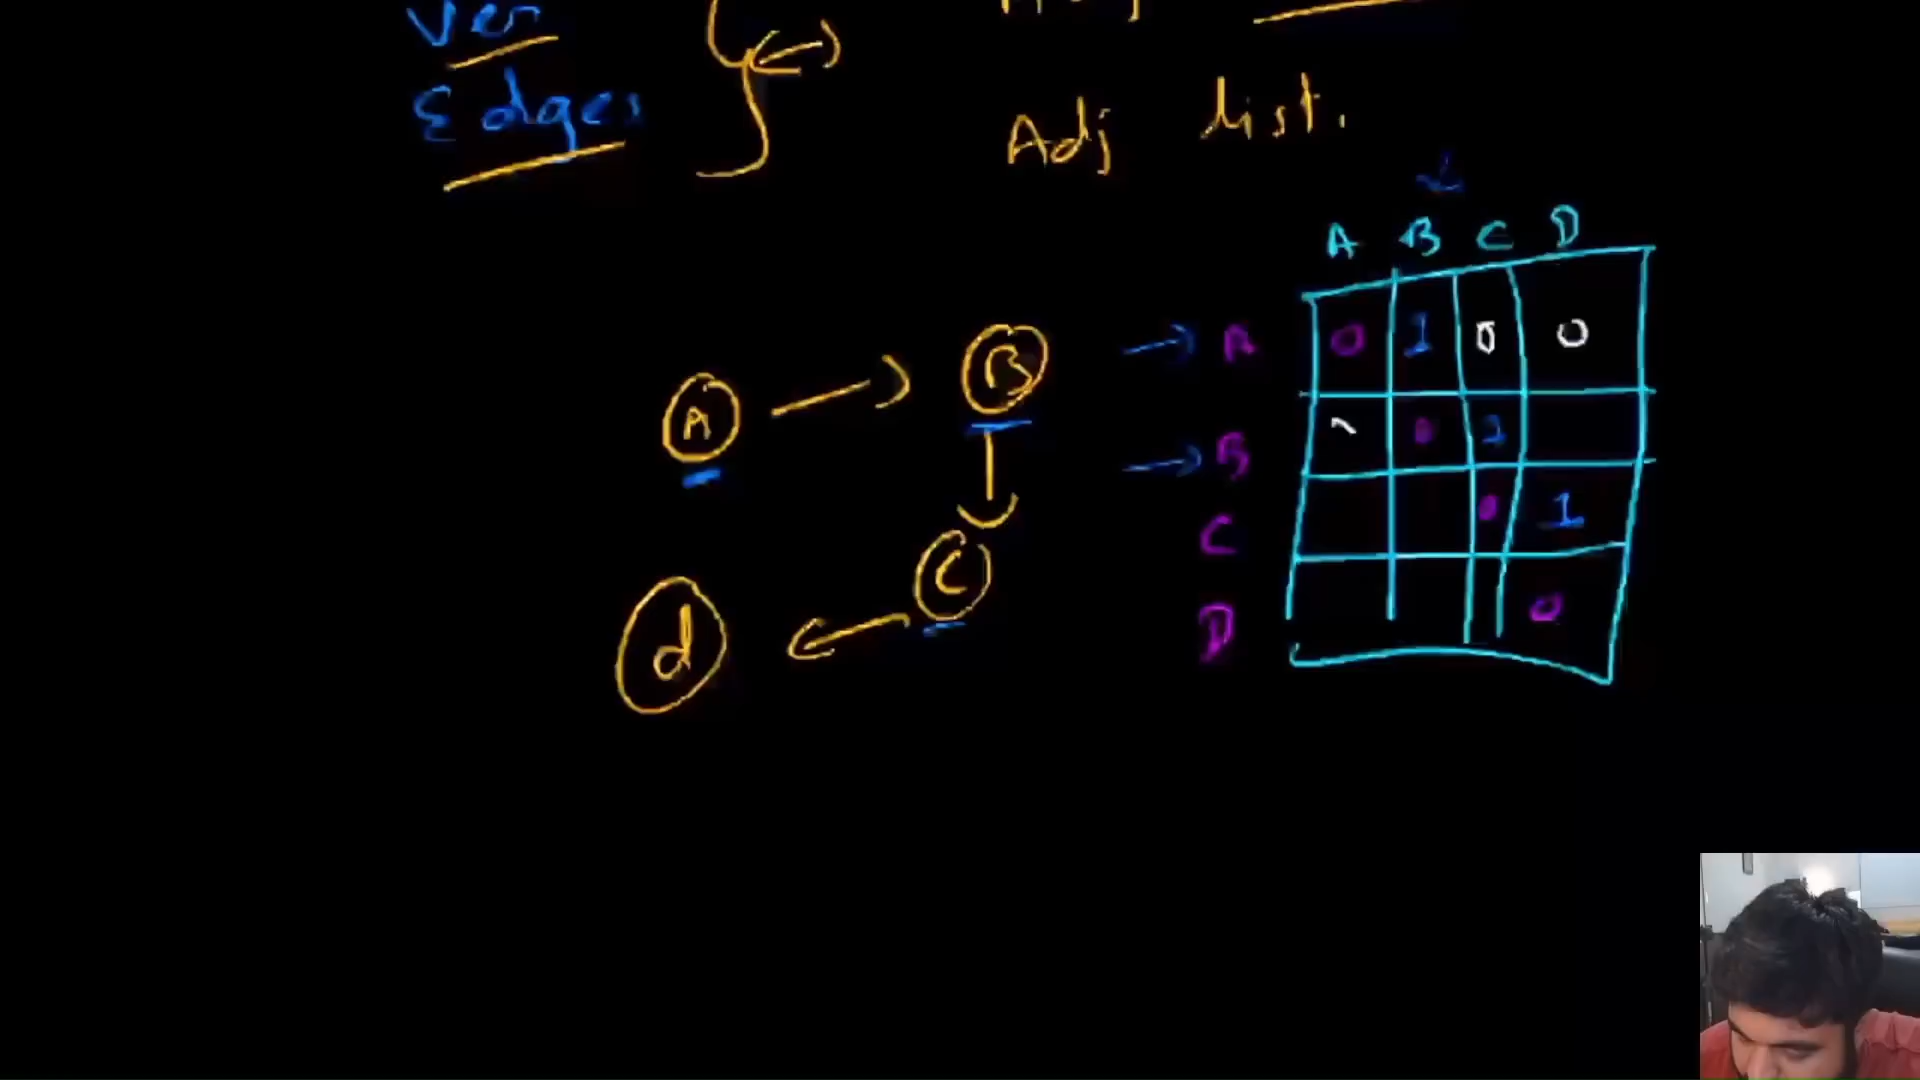 Ver
Edges
Adj list.
A B C D
A 0 1 0 0
B 0 1
C 0 1
D 0
A
B
C
d